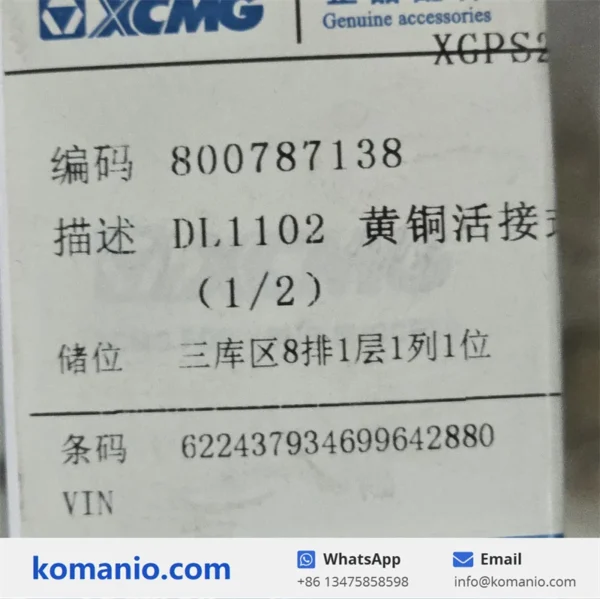 XCMG
Genuine accessories
XGPS2
编码 800787138
描述 DL1102 黄铜活接
(1/2)
储位 三库区8排1层1列1位
条码 622437934699642880
VIN
komanio.com
WhatsApp
+86 13475858598
Email
info@komanio.com